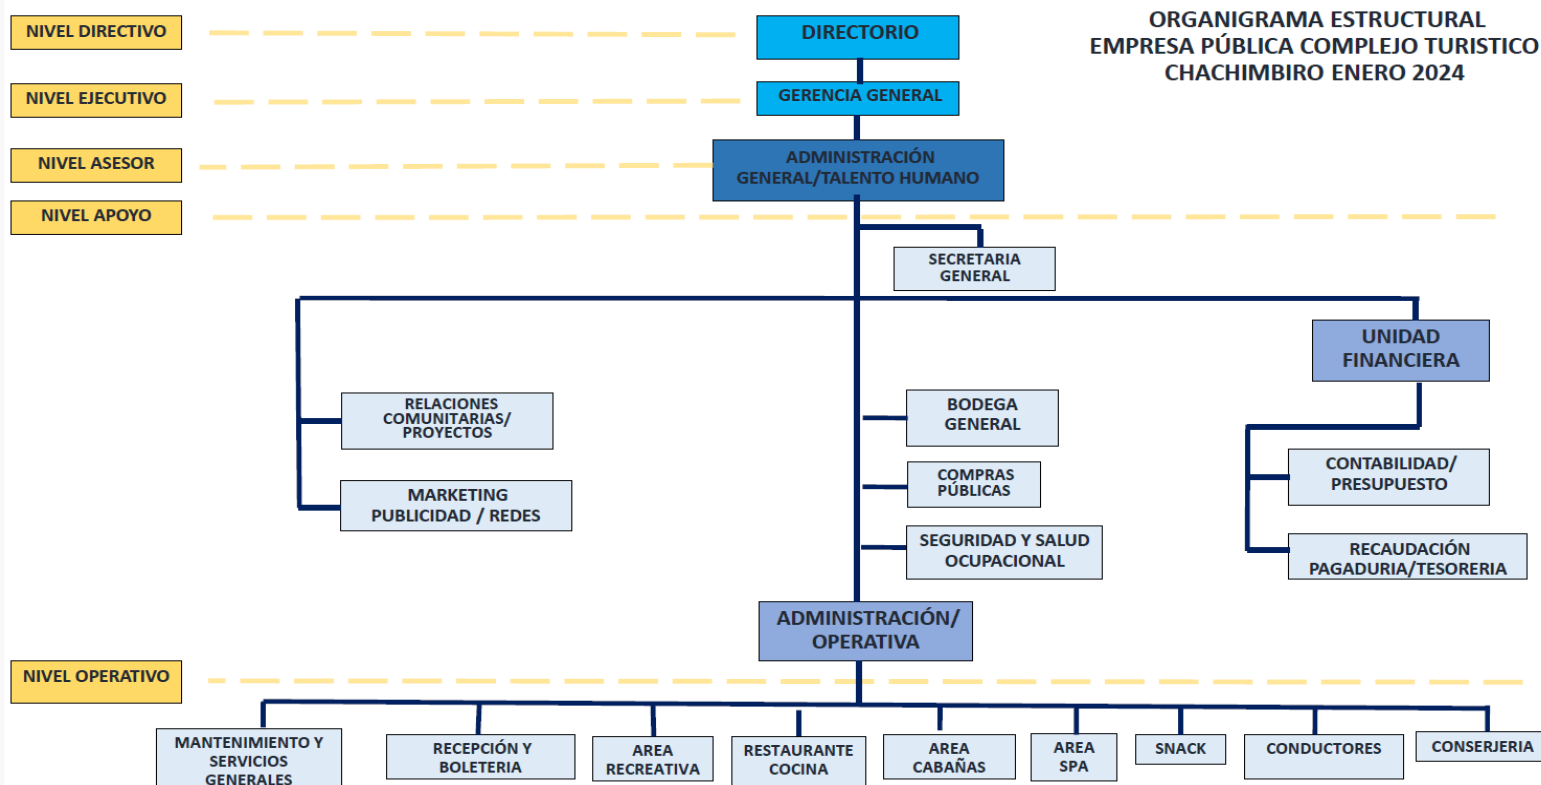 ORGANIGRAMA ESTRUCTURAL
EMPRESA PÚBLICA COMPLEJO TURISTICO
CHACHIMBIRO ENERO 2024
NIVEL DIRECTIVO
DIRECTORIO
NIVEL EJECUTIVO
GERENCIA GENERAL
NIVEL ASESOR
ADMINISTRACIÓN
GENERAL/TALENTO HUMANO
NIVEL APOYO
SECRETARIA
GENERAL
UNIDAD
FINANCIERA
RELACIONES
COMUNITARIAS/
PROYECTOS
BODEGA
GENERAL
CONTABILIDAD/
PRESUPUESTO
MARKETING
PUBLICIDAD / REDES
COMPRAS
PÚBLICAS
SEGURIDAD Y SALUD
OCUPACIONAL
RECAUDACIÓN
PAGADURIA/TESORERIA
ADMINISTRACIÓN/
OPERATIVA
NIVEL OPERATIVO
MANTENIMIENTO Y
SERVICIOS
GENERALES
RECEPCIÓN Y
BOLETERIA
AREA
RECREATIVA
RESTAURANTE
COCINA
AREA
CABAÑAS
AREA
SPA
SNACK
CONDUCTORES
CONSERJERIA